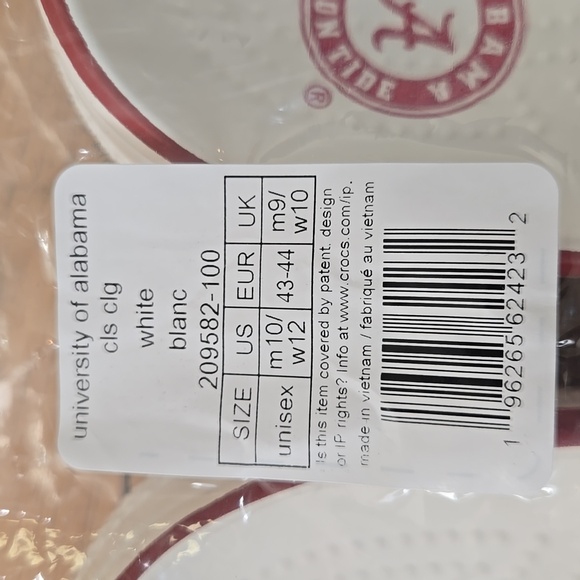 BAMA
A
NTIDE
®
university of alabama
cls clg
white
blanc
209582-100
SIZE US EUR UK
unisex m10/ w12 43-44 m9/ w10
Is this item covered by patent, design
or IP rights? Info at www.crocs.com/ip.
made in vietnam / fabriqué au vietnam
1 96265 62423 2